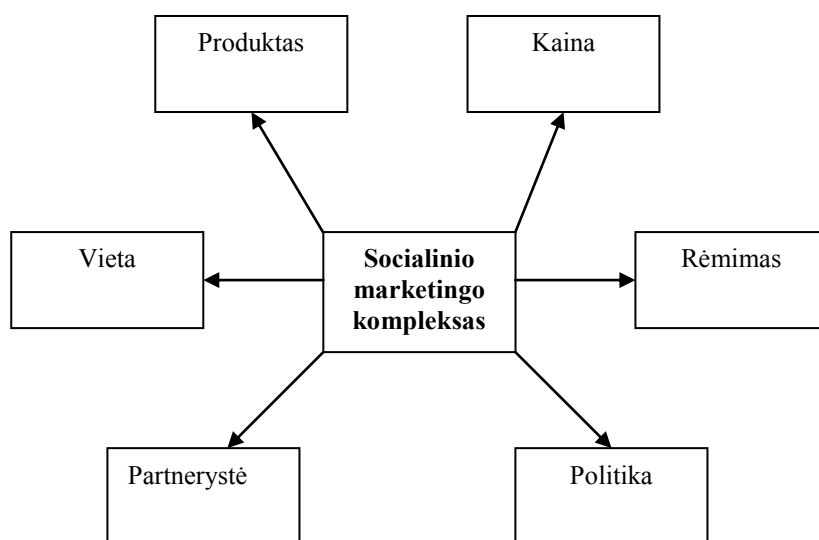 Produktas
Kaina
Vieta
Socialinio
marketingo
kompleksas
Rėmimas
Partnerystė
Politika